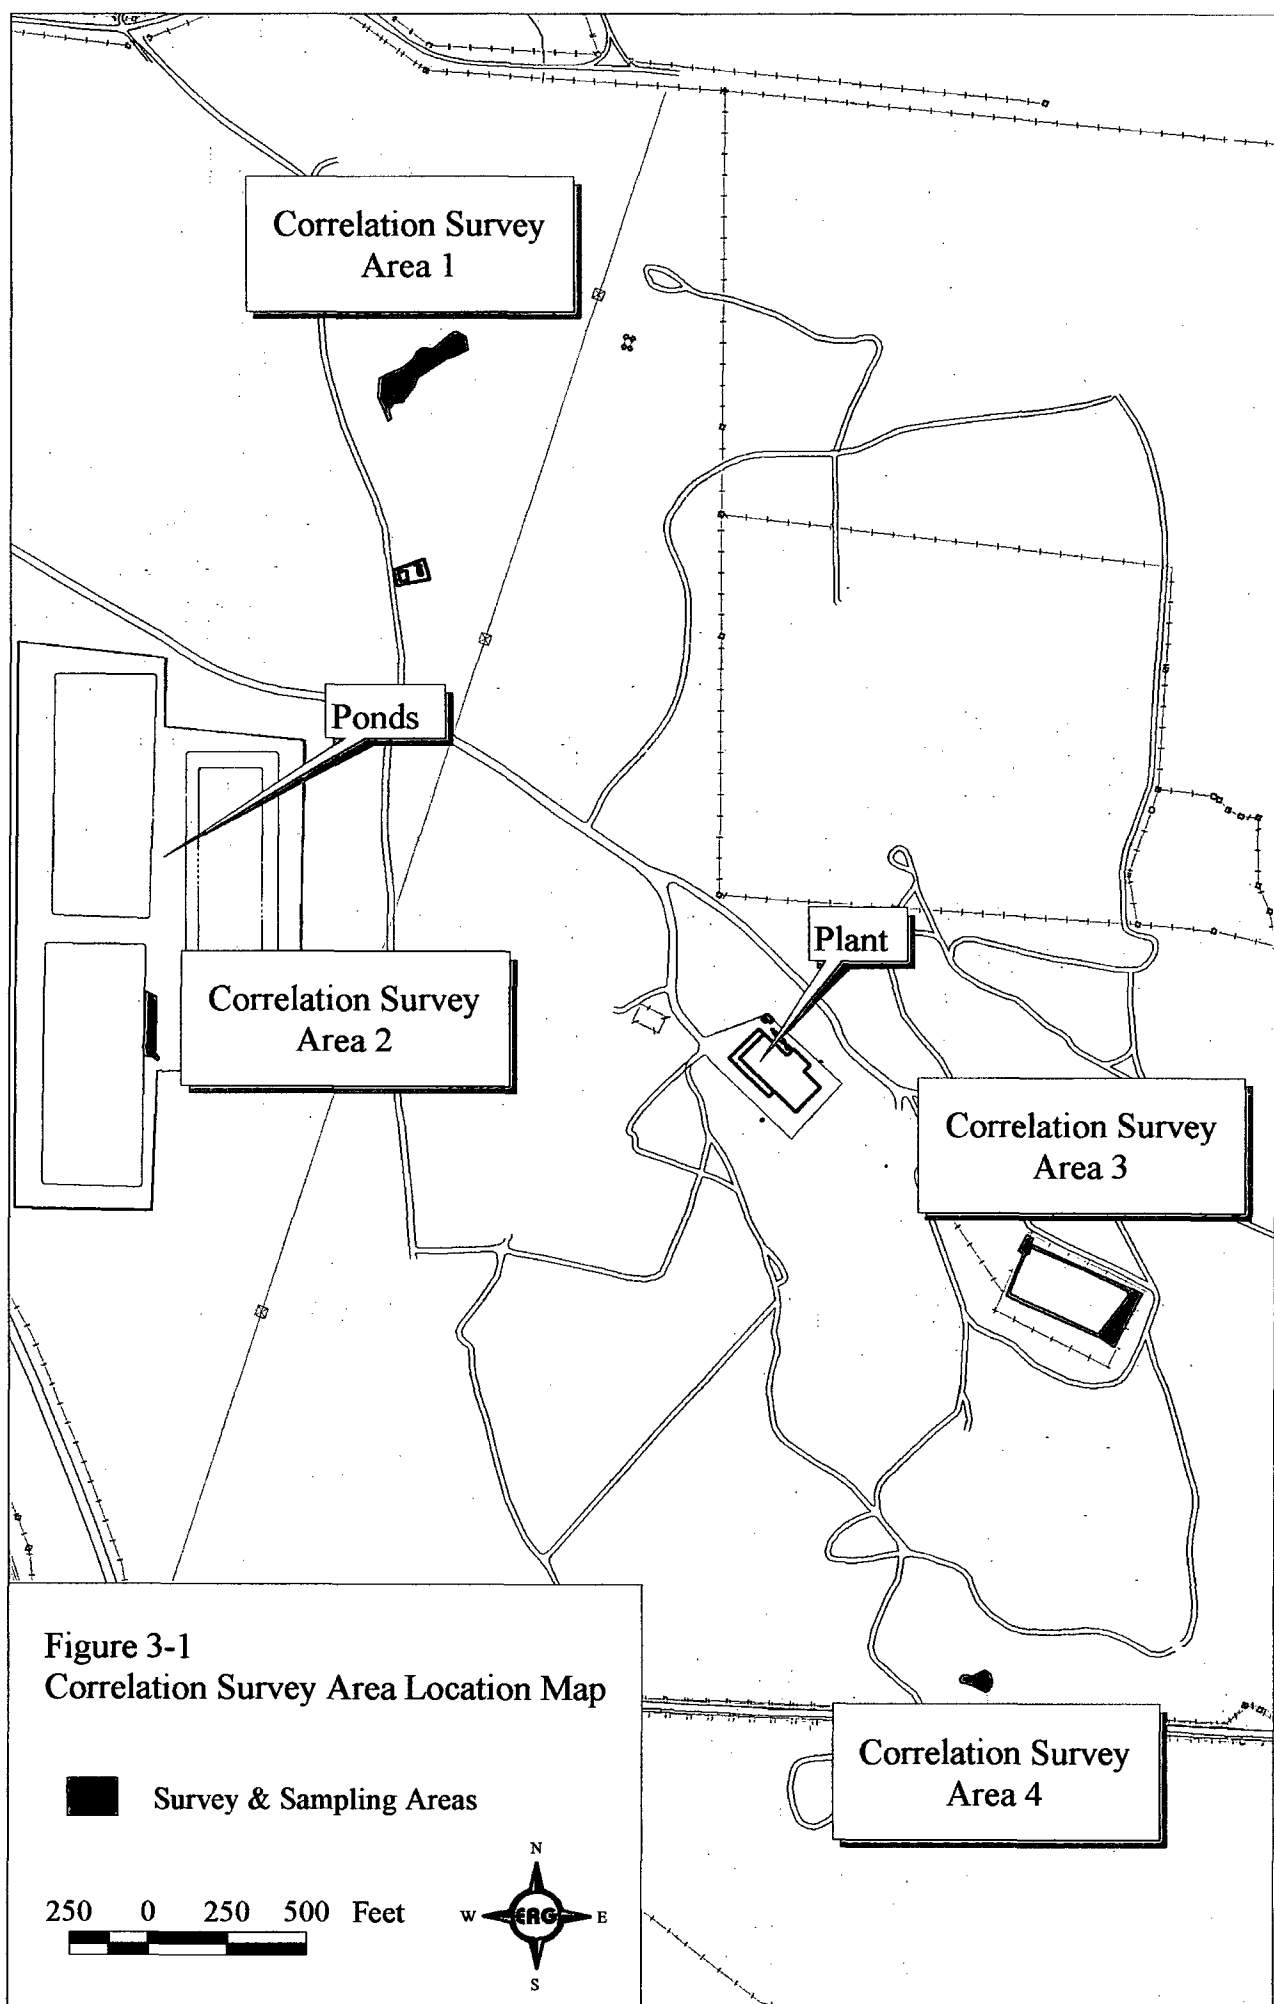 Correlation Survey
Area 1
Ponds
Plant
Correlation Survey
Area 2
Correlation Survey
Area 3
Figure 3-1
Correlation Survey Area Location Map
Correlation Survey
Area 4
Survey & Sampling Areas
250 0 250 500 Feet
N
W ERG E
S